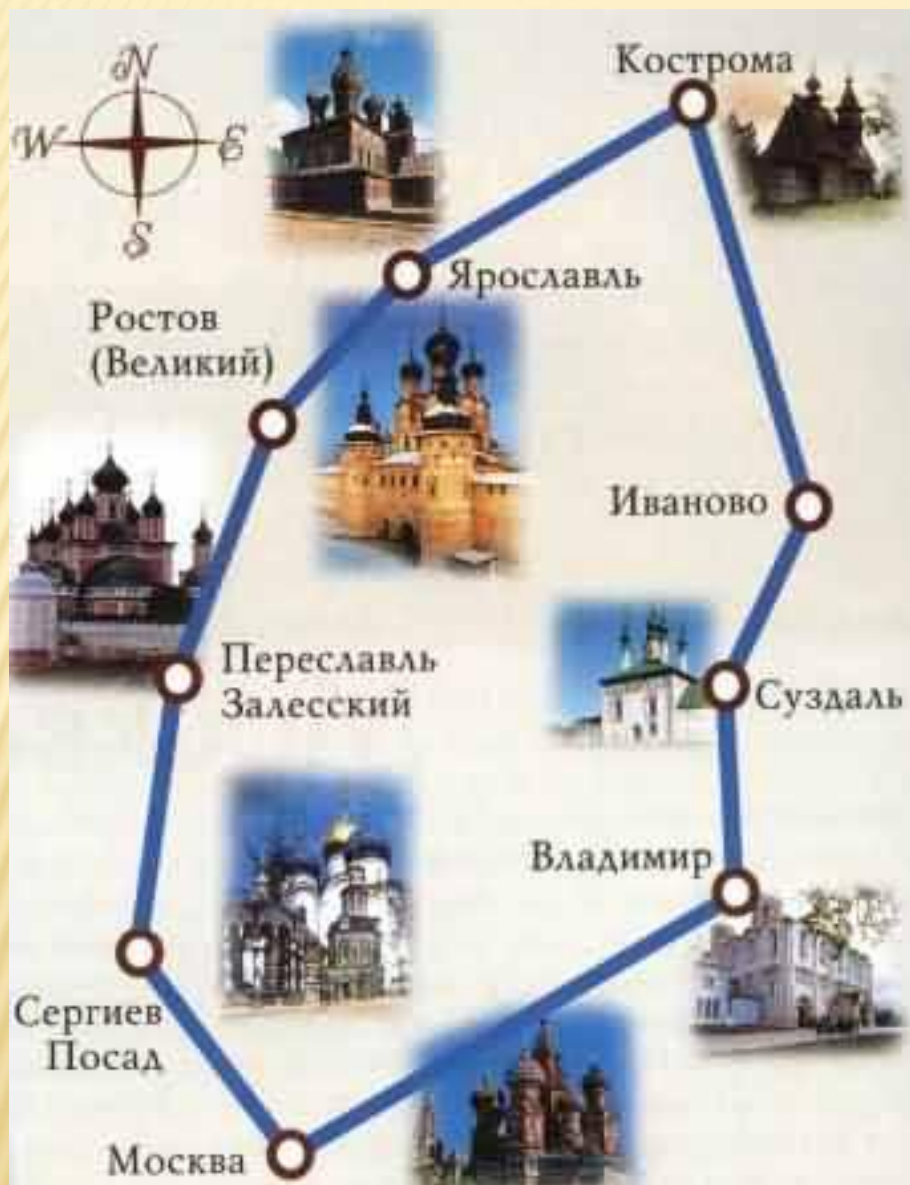 N
W
E
S
Кострома
Ярославль
Ростов
(Великий)
Иваново
Переславль
Залесский
Суздаль
Владимир
Сергиев
Посад
Москва